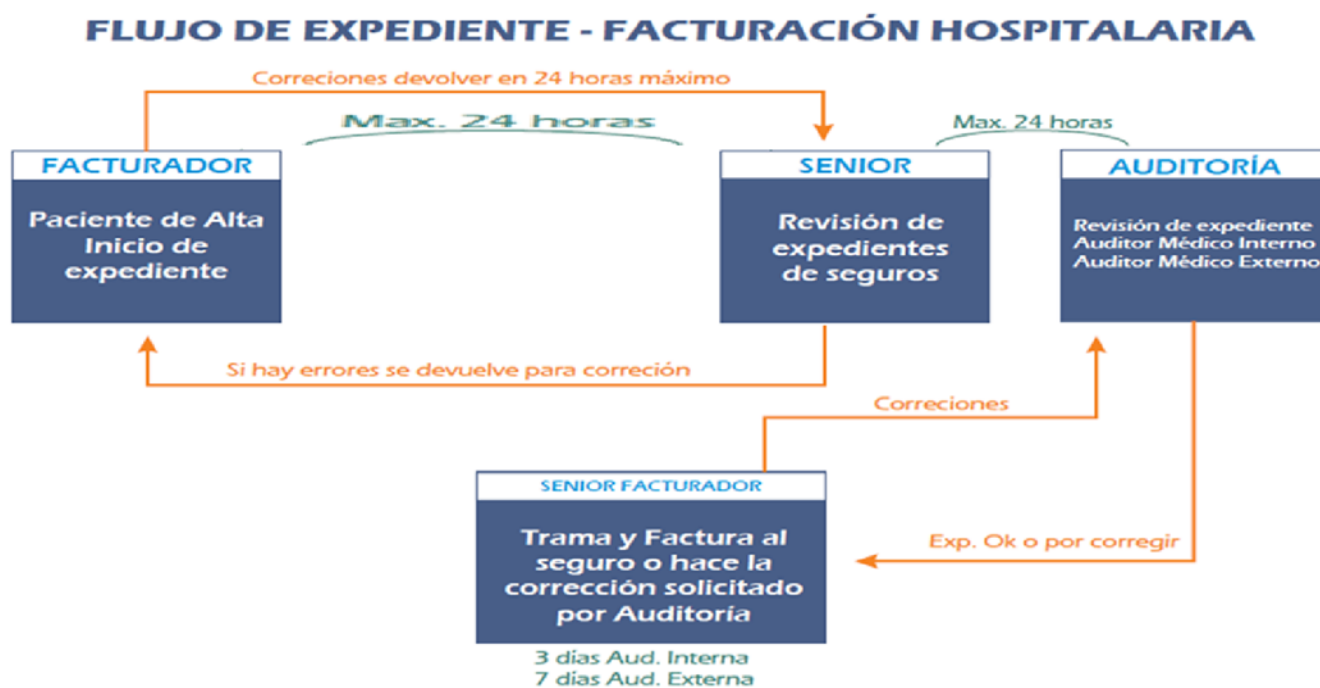 FLUJO DE EXPEDIENTE - FACTURACIÓN HOSPITALARIA
Correciones devolver en 24 horas máximo
Max. 24 horas
Max. 24 horas
FACTURADOR
Paciente de Alta
Inicio de
expediente
SENIOR
Revisión de
expedientes
de seguros
AUDITORÍA
Revisión de expediente
Auditor Médico Interno
Auditor Médico Externo
Si hay errores se devuelve para correción
Correciones
SENIOR FACTURADOR
Trama y Factura al
seguro o hace la
corrección solicitado
por Auditoría
Exp. Ok o por corregir
3 días Aud. Interna
7 días Aud. Externa